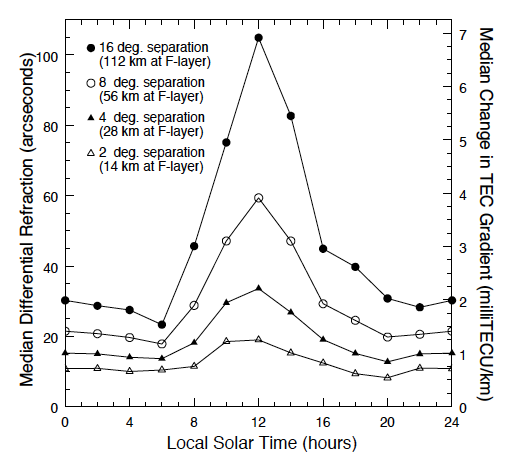 16 deg. separation
(112 km at F-layer)
8 deg. separation
(56 km at F-layer)
4 deg. separation
(28 km at F-layer)
2 deg. separation
(14 km at F-layer)
Median Differential Refraction (arcseconds)
100
80
60
40
20
0
Median Change in TEC Gradient (milliTECU/km)
7
6
5
4
3
2
1
0
0 4 8 12 16 20 24
Local Solar Time (hours)